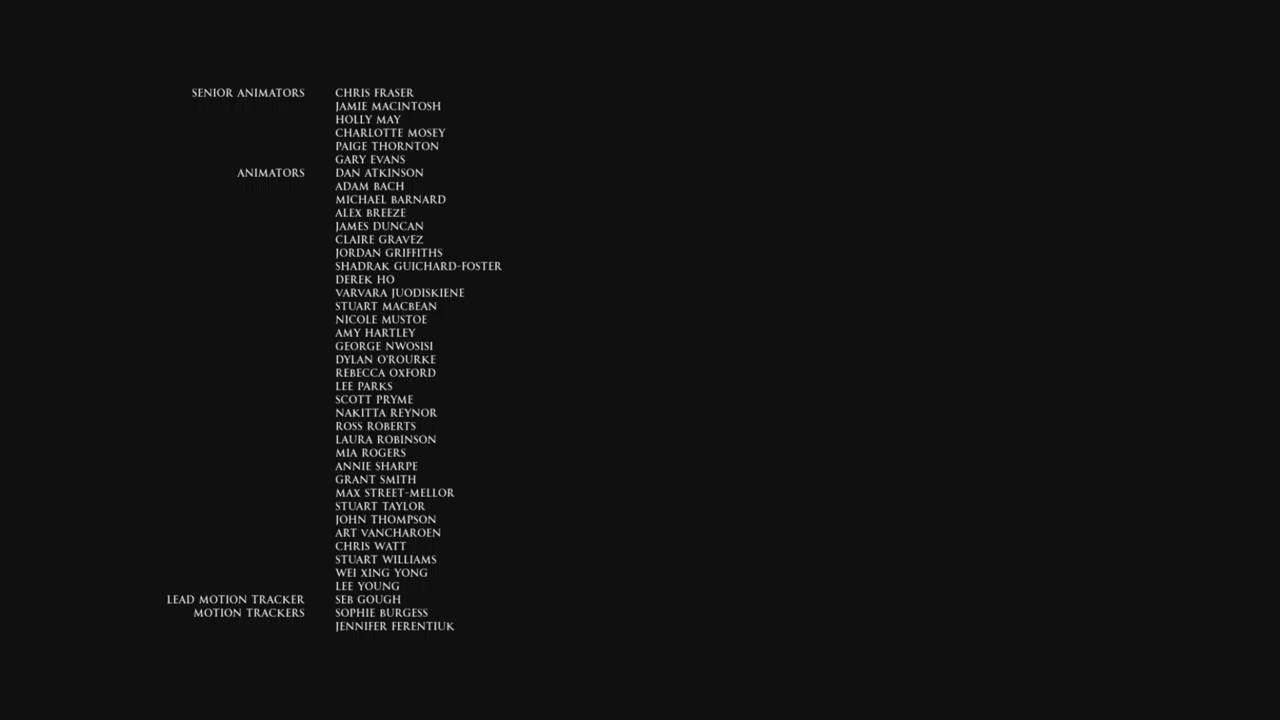 SENIOR ANIMATORS CHRIS FRASER
JAMIE MACINTOSH
HOLLY MAY
CHARLOTTE MOSEY
PAIGE THORNTON
GARY EVANS
ANIMATORS DAN ATKINSON
ADAM BACH
MICHAEL BARNARD
ALEX BREEZE
JAMES DUNCAN
CLAIRE GRAVEZ
JORDAN GRIFFITHS
SHADRAK GUICHARD-FOSTER
DEREK HO
VARVARA JUODISKIENE
STUART MACBEAN
NICOLE MUSTOE
AMY HARTLEY
GEORGE NWOSISI
DYLAN O'ROURKE
REBECCA OXFORD
LEE PARKS
SCOTT PRYME
NAKITTA REYNOR
ROSS ROBERTS
LAURA ROBINSON
MIA ROGERS
ANNIE SHARPE
GRANT SMITH
MAX STREET-MELLOR
STUART TAYLOR
JOHN THOMPSON
ART VANCHAROEN
CHRIS WATT
STUART WILLIAMS
WEI XING YONG
LEE YOUNG
LEAD MOTION TRACKER SEB GOUGH
MOTION TRACKERS SOPHIE BURGESS
JENNIFER FERENTIUK